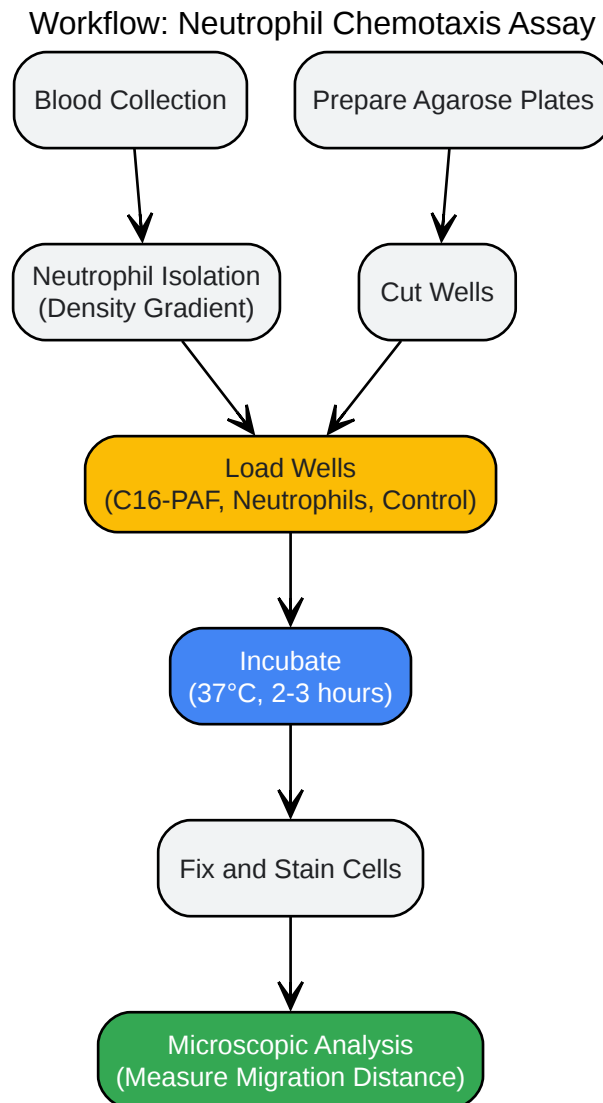 Workflow: Neutrophil Chemotaxis Assay
Blood Collection
Prepare Agarose Plates
Neutrophil Isolation
(Density Gradient)
Cut Wells
Load Wells
(C16-PAF, Neutrophils, Control)
Incubate
(37°C, 2-3 hours)
Fix and Stain Cells
Microscopic Analysis
(Measure Migration Distance)